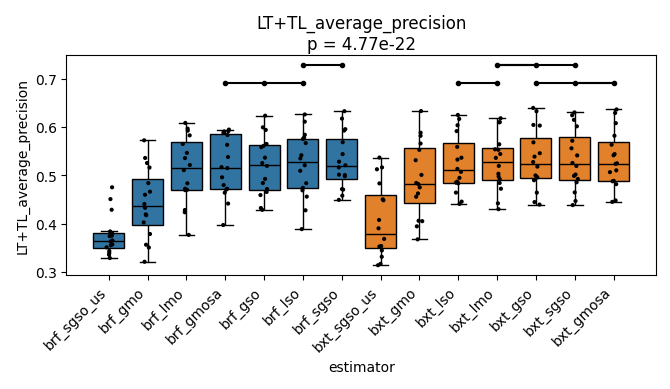 LT+TL_average_precision
p = 4.77e-22
LT+TL_average_precision
0.7
0.6
0.5
0.4
0.3
brf_sgso_us
brf_gmo
brf_lmo
brf_gmosa
brf_gso
brf_lso
brf_sgso
bxt_sgso_us
bxt_gmo
bxt_lso
bxt_lmo
bxt_gso
bxt_sgso
bxt_gmosa
estimator